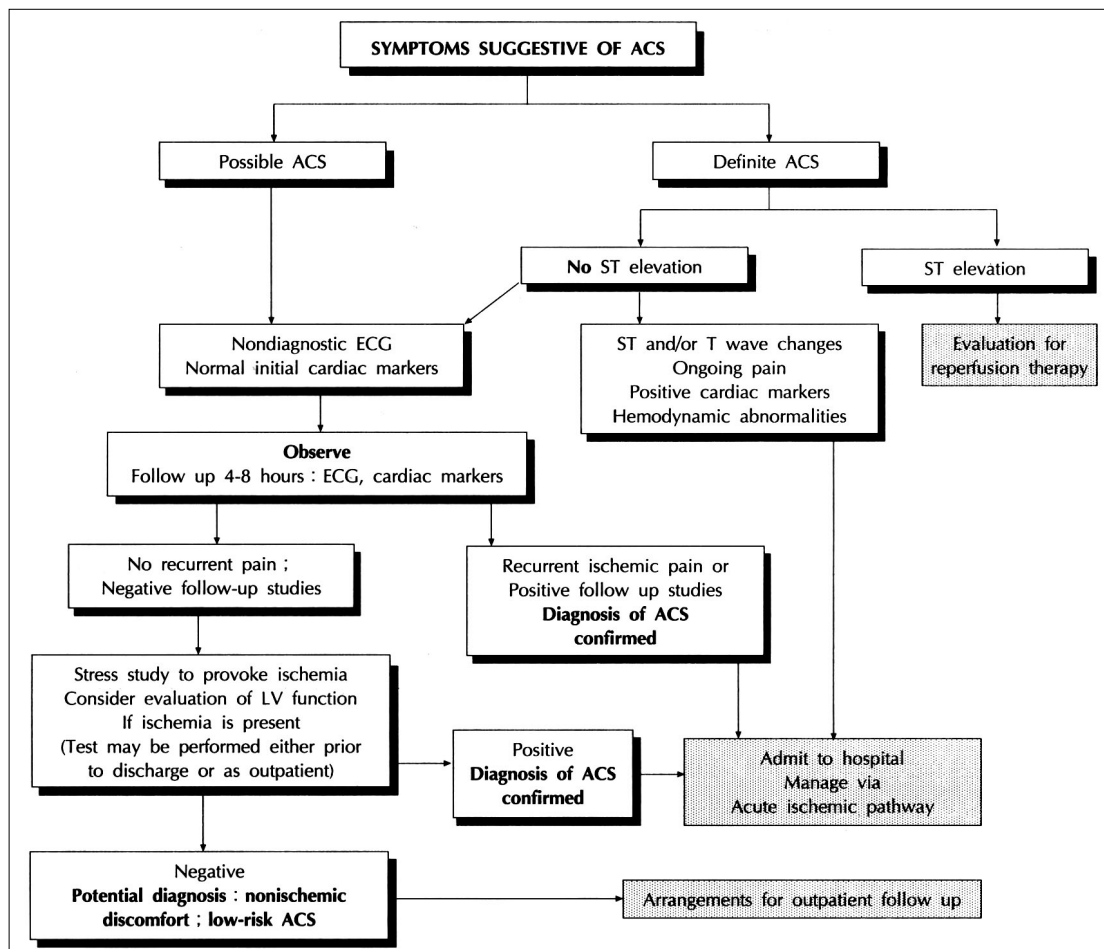 SYMPTOMS SUGGESTIVE OF ACS
Possible ACS
Definite ACS
No ST elevation
ST elevation
Nondiagnostic ECG
Normal initial cardiac markers
ST and/or T wave changes
Ongoing pain
Positive cardiac markers
Hemodynamic abnormalities
Evaluation for
reperfusion therapy
Observe
Follow up 4-8 hours : ECG, cardiac markers
No recurrent pain ;
Negative follow-up studies
Recurrent ischemic pain or
Positive follow up studies
Diagnosis of ACS
confirmed
Stress study to provoke ischemia
Consider evaluation of LV function
If ischemia is present
(Test may be performed either prior
to discharge or as outpatient)
Positive
Diagnosis of ACS
confirmed
Admit to hospital
Manage via
Acute ischemic pathway
Negative
Potential diagnosis : nonischemic
discomfort ; low-risk ACS
Arrangements for outpatient follow up